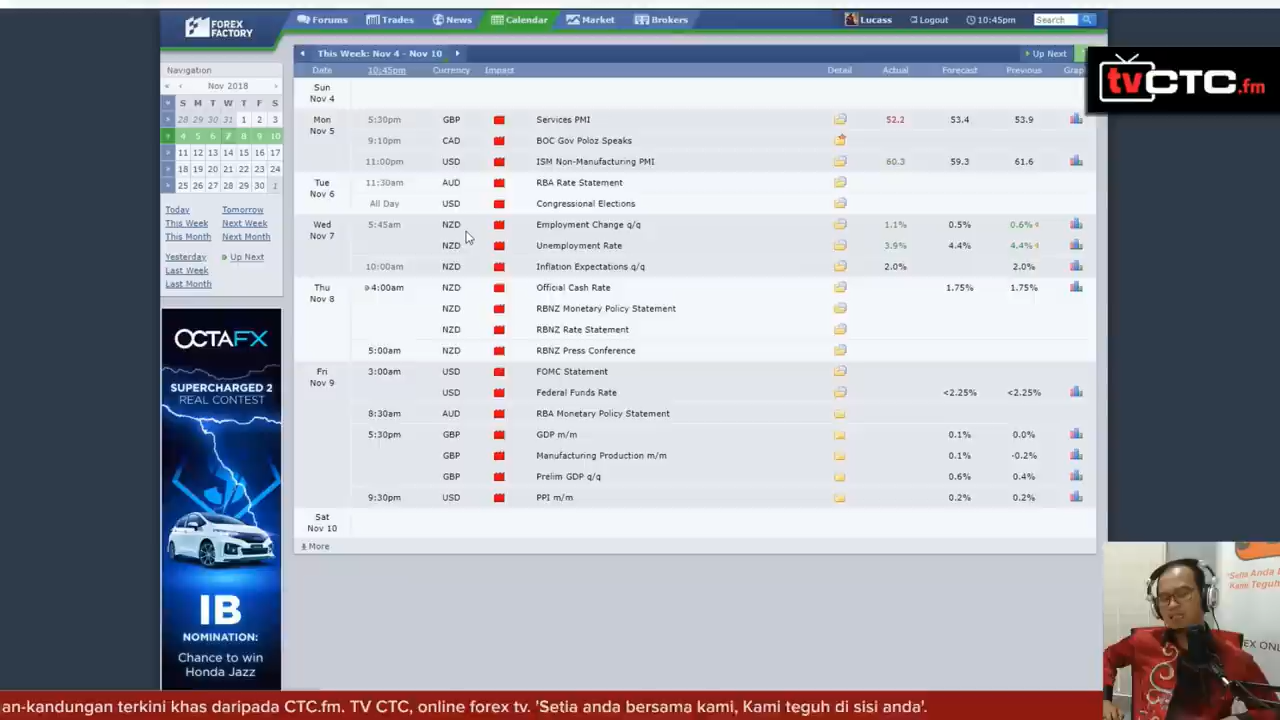 FOREX FACTORY
Forums Trades News Calendar Market Brokers
Lucass Logout 10:45pm Search
Navigation
Nov 2018
S M T W T F S
28 29 30 31 1 2 3
4 5 6 7 8 9 10
11 12 13 14 15 16 17
18 19 20 21 22 23 24
25 26 27 28 29 30 1
Today Tomorrow
This Week Next Week
This Month Next Month
Yesterday Up Next
Last Week
Last Month
OCTAFX
SUPERCHARGED 2
REAL CONTEST
IB
NOMINATION:
Chance to win
Honda Jazz
This Week: Nov 4 - Nov 10 Up Next
Date 10:45pm Currency Impact Detail Actual Forecast Previous Grap
Sun
Nov 4
Mon
Nov 5
5:30pm GBP Services PMI 52.2 53.4 53.9
9:10pm CAD BOC Gov Poloz Speaks
11:00pm USD ISM Non-Manufacturing PMI 60.3 59.3 61.6
Tue
Nov 6
11:30am AUD RBA Rate Statement
All Day USD Congressional Elections
Wed
Nov 7
5:45am NZD Employment Change q/q 1.1% 0.5% 0.6%
NZD Unemployment Rate 3.9% 4.4% 4.4%
10:00am NZD Inflation Expectations q/q 2.0% 2.0%
Thu
Nov 8
4:00am NZD Official Cash Rate 1.75% 1.75%
NZD RBNZ Monetary Policy Statement
NZD RBNZ Rate Statement
5:00am NZD RBNZ Press Conference
Fri
Nov 9
3:00am USD FOMC Statement
USD Federal Funds Rate <2.25% <2.25%
8:30am AUD RBA Monetary Policy Statement
5:30pm GBP GDP m/m 0.1% 0.0%
GBP Manufacturing Production m/m 0.1% -0.2%
GBP Prelim GDP q/q 0.6% 0.4%
9:30pm USD PPI m/m 0.2% 0.2%
Sat
Nov 10
More
tvCTC.fm
"Setia Anda
Kami Teguh
EX ONL
an-kandungan terkini khas daripada CTC.fm. TV CTC, online forex tv. 'Setia anda bersama kami, Kami teguh di sisi anda'.